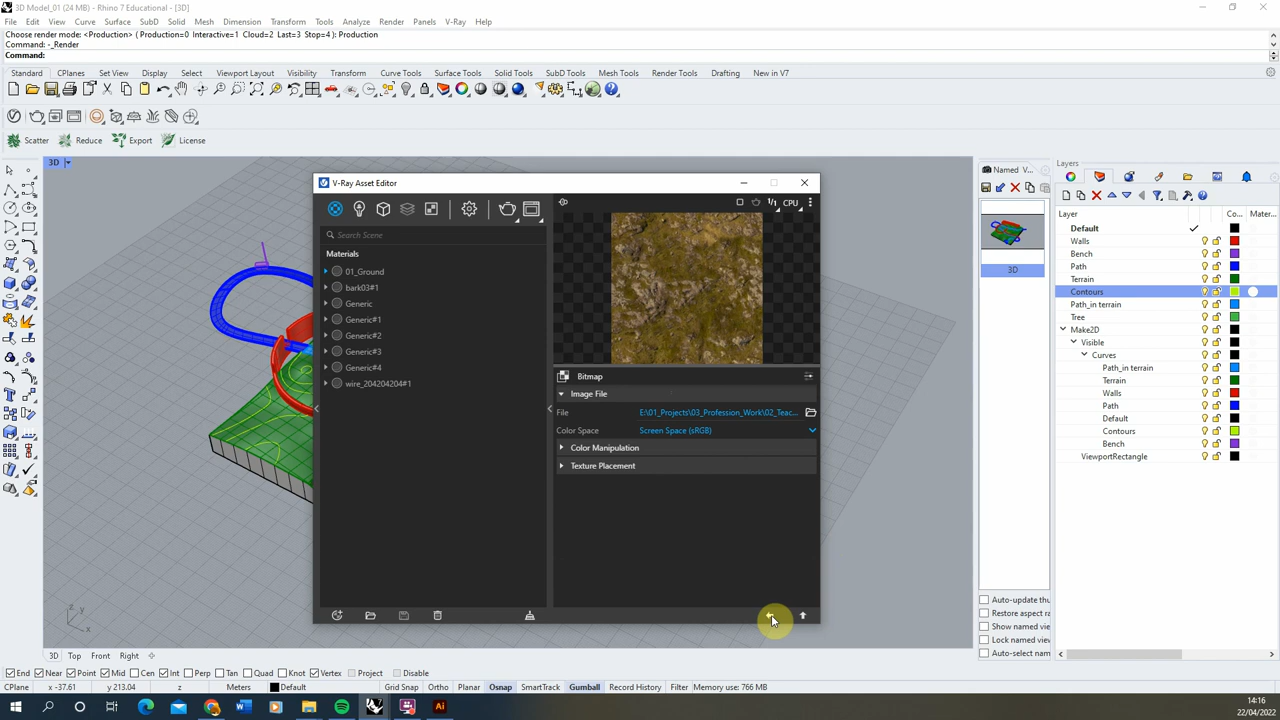 3D Model_01 (24 MB) - Rhino 7 Educational - [3D]
File Edit View Curve Surface SubD Solid Mesh Dimension Transform Tools Analyze Render Panels V-Ray Help
Choose render mode: <Production> ( Production=0 Interactive=1 Cloud=2 Last=3 Stop=4 ): Production
Command: -_Render
Command:
Standard CPlanes Set View Display Select Viewport Layout Visibility Transform Curve Tools Surface Tools Solid Tools SubD Tools Mesh Tools Render Tools Drafting New in V7
Scatter Reduce Export License
3D
V-Ray Asset Editor
1/1 CPU
Search Scene
Materials
01_Ground
bark03#1
Generic
Generic#1
Generic#2
Generic#3
Generic#4
wire_204204204#1
Bitmap
Image File
File E:\01_Projects\03_Profession_Work\02_Teac...
Color Space Screen Space (sRGB)
Color Manipulation
Texture Placement
Named V...
3D
Auto-update thu
Restore aspect ra
Show named view
Lock named view
Auto-select nam
Layers
Layer Co... Mater...
Default
Walls
Bench
Path
Terrain
Contours
Path_in terrain
Tree
Make2D
Visible
Curves
Path_in terrain
Terrain
Walls
Path
Default
Contours
Bench
ViewportRectangle
z y x
3D Top Front Right
End Near Point Mid Cen Int Perp Tan Quad Knot Vertex Project Disable
CPlane x -37.61 y 213.04 z Meters Default Grid Snap Ortho Planar Osnap SmartTrack Gumball Record History Filter Memory use: 766 MB
14:16
22/04/2022